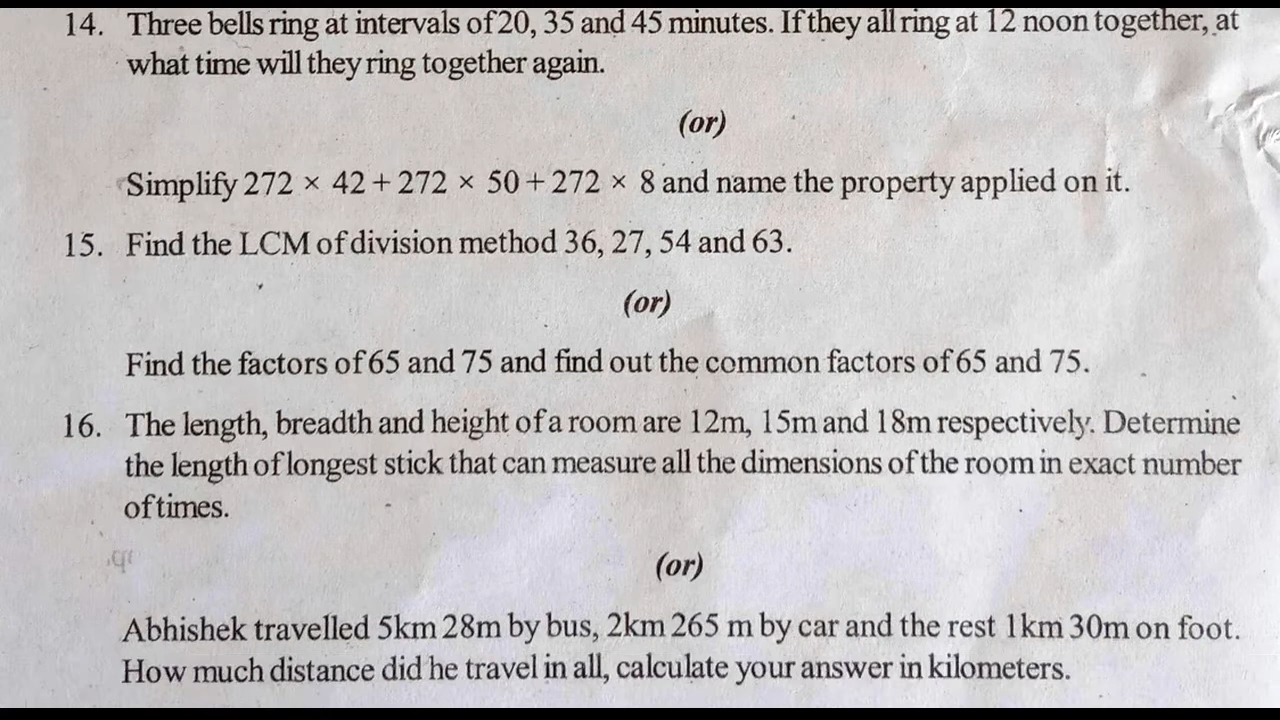 14. Three bells ring at intervals of 20, 35 and 45 minutes. If they all ring at 12 noon together, at
what time will they ring together again.
(or)
Simplify 272 × 42 + 272 × 50 + 272 × 8 and name the property applied on it.
15. Find the LCM of division method 36, 27, 54 and 63.
(or)
Find the factors of 65 and 75 and find out the common factors of 65 and 75.
16. The length, breadth and height of a room are 12m, 15m and 18m respectively. Determine
the length of longest stick that can measure all the dimensions of the room in exact number
of times.
(or)
Abhishek travelled 5km 28m by bus, 2km 265 m by car and the rest 1km 30m on foot.
How much distance did he travel in all, calculate your answer in kilometers.